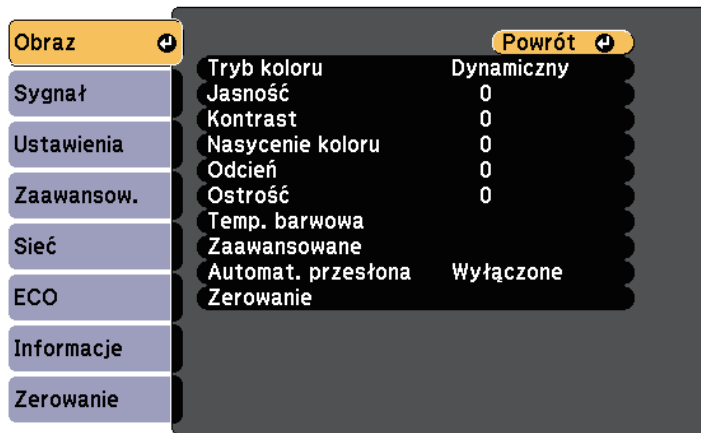 Obraz
Sygnał
Ustawienia
Zaawansow.
Sieć
ECO
Informacje
Zerowanie
Powrót
Tryb koloru Dynamiczny
Jasność 0
Kontrast 0
Nasycenie koloru 0
Odcień 0
Ostrość 0
Temp. barwowa
Zaawansowane
Automat. przesłona Wyłączone
Zerowanie